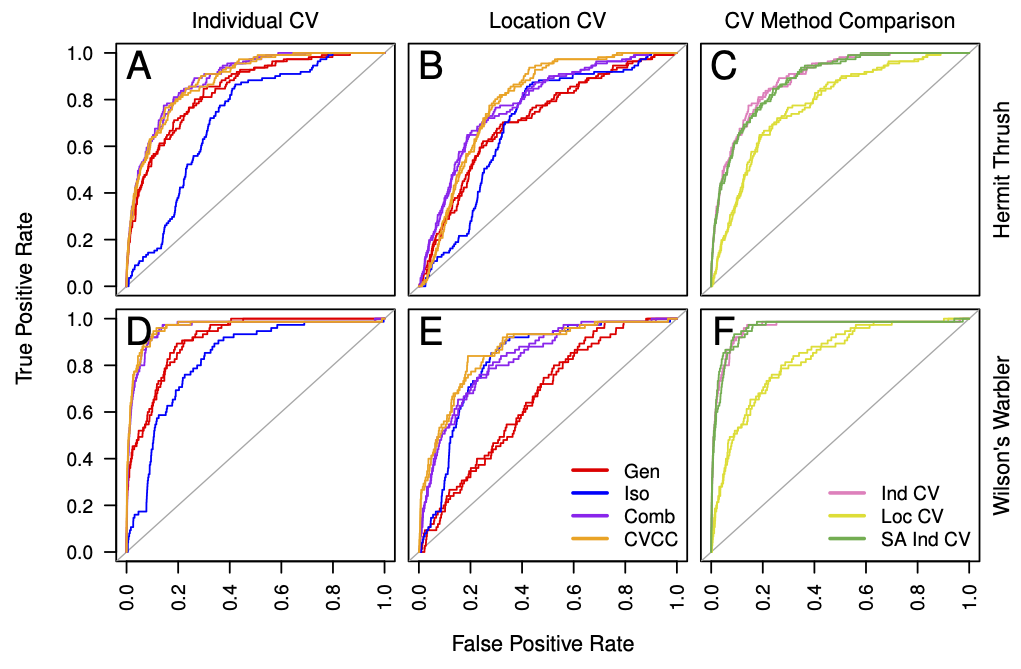 Individual CV
Location CV
CV Method Comparison
A
B
C
1.0
0.8
0.6
0.4
0.2
0.0
Hermit Thrush
True Positive Rate
D
E
F
1.0
0.8
0.6
0.4
0.2
0.0
Gen
Iso
Comb
CVCC
Ind CV
Loc CV
SA Ind CV
Wilson's Warbler
0.0 0.2 0.4 0.6 0.8 1.0
0.0 0.2 0.4 0.6 0.8 1.0
0.0 0.2 0.4 0.6 0.8 1.0
False Positive Rate